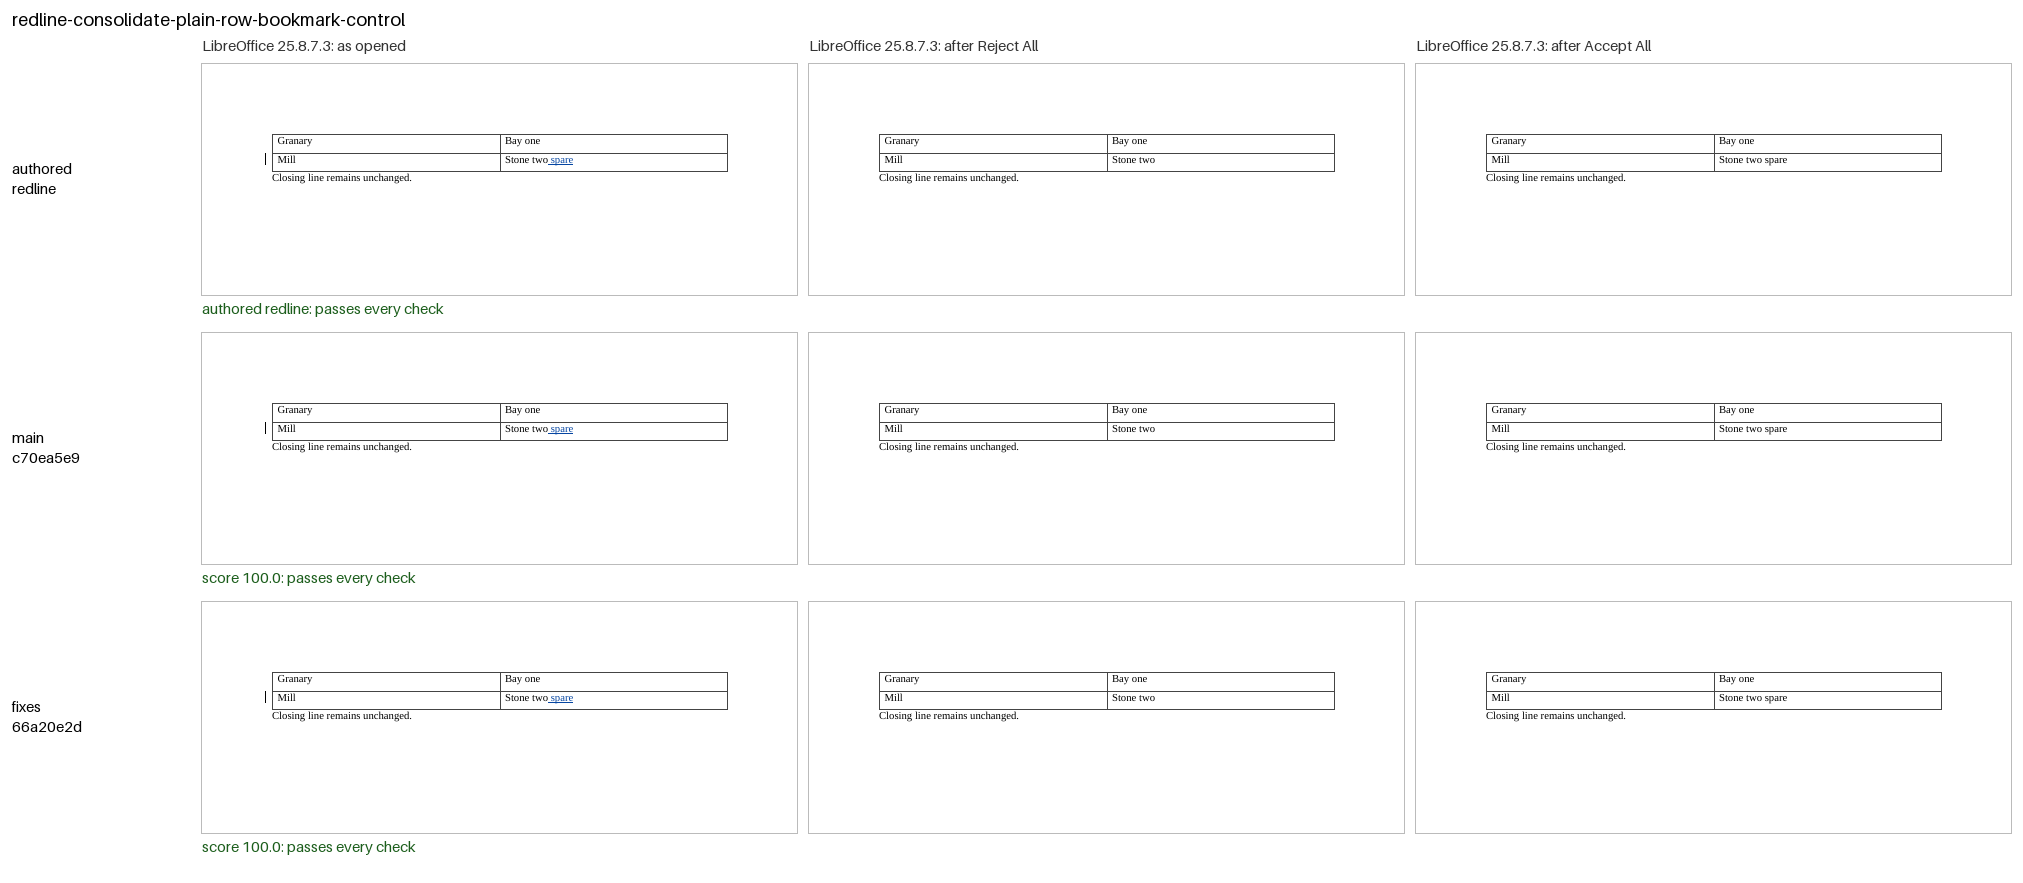 redline-consolidate-plain-row-bookmark-control
LibreOffice 25.8.7.3: as opened
LibreOffice 25.8.7.3: after Reject All
LibreOffice 25.8.7.3: after Accept All
authored
redline
Granary Bay one
Mill Stone two spare
Closing line remains unchanged.
Granary Bay one
Mill Stone two
Closing line remains unchanged.
Granary Bay one
Mill Stone two spare
Closing line remains unchanged.
authored redline: passes every check
main
c70ea5e9
Granary Bay one
Mill Stone two spare
Closing line remains unchanged.
Granary Bay one
Mill Stone two
Closing line remains unchanged.
Granary Bay one
Mill Stone two spare
Closing line remains unchanged.
score 100.0: passes every check
fixes
66a20e2d
Granary Bay one
Mill Stone two spare
Closing line remains unchanged.
Granary Bay one
Mill Stone two
Closing line remains unchanged.
Granary Bay one
Mill Stone two spare
Closing line remains unchanged.
score 100.0: passes every check